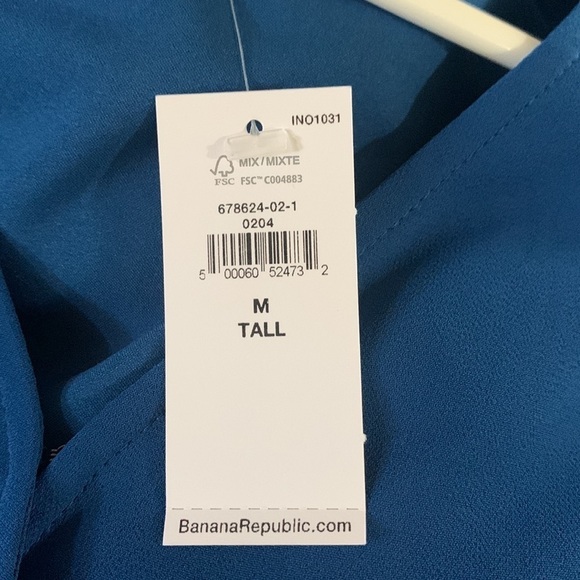 INO1031
MIX/MIXTE
FSC FSC™ C004883
678624-02-1
0204
5 00060 52473 2
M
TALL
BananaRepublic.com